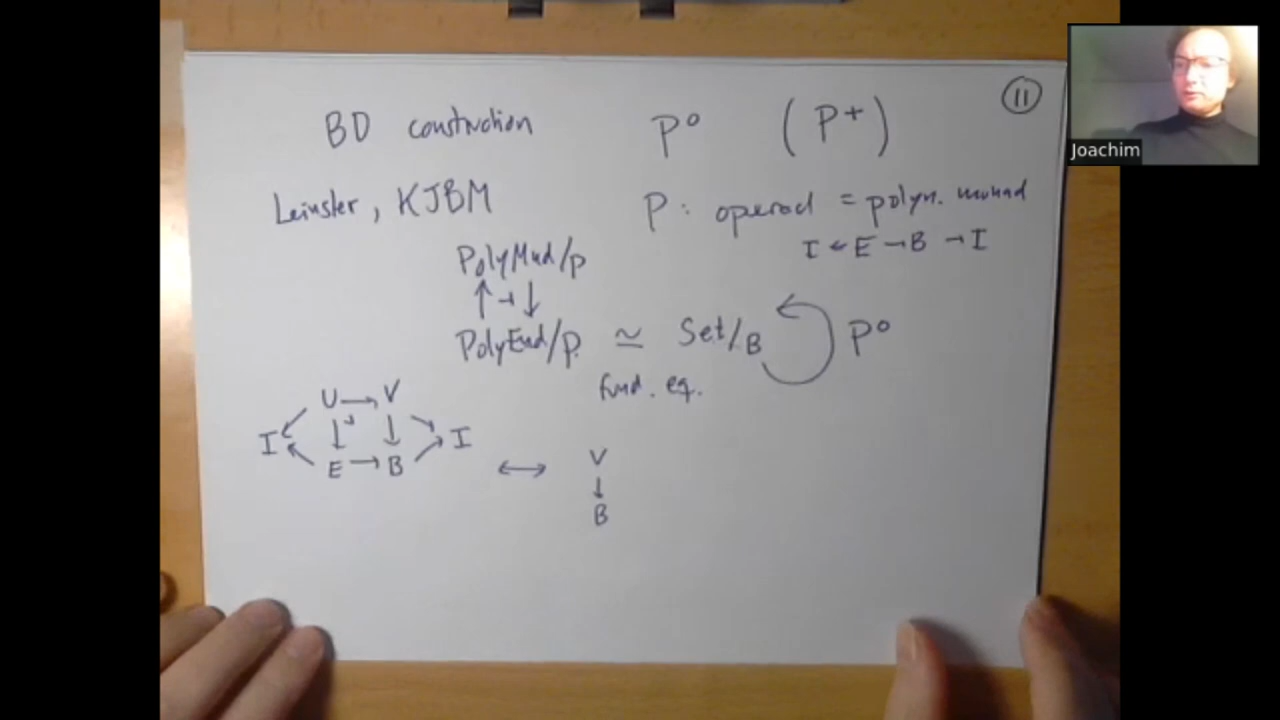 BD construction P° ( P⁺ ) 11
Leinster, KJBM P : operad = polyn. monad
I ← E → B → I
PolyMnd/P
↑ ⊣ ↓
PolyEnd/P ≃ Set/B P°
fund. eq.
U → V
I ↓ ↓ I
E → B
↔ V
↓
B
Joachim